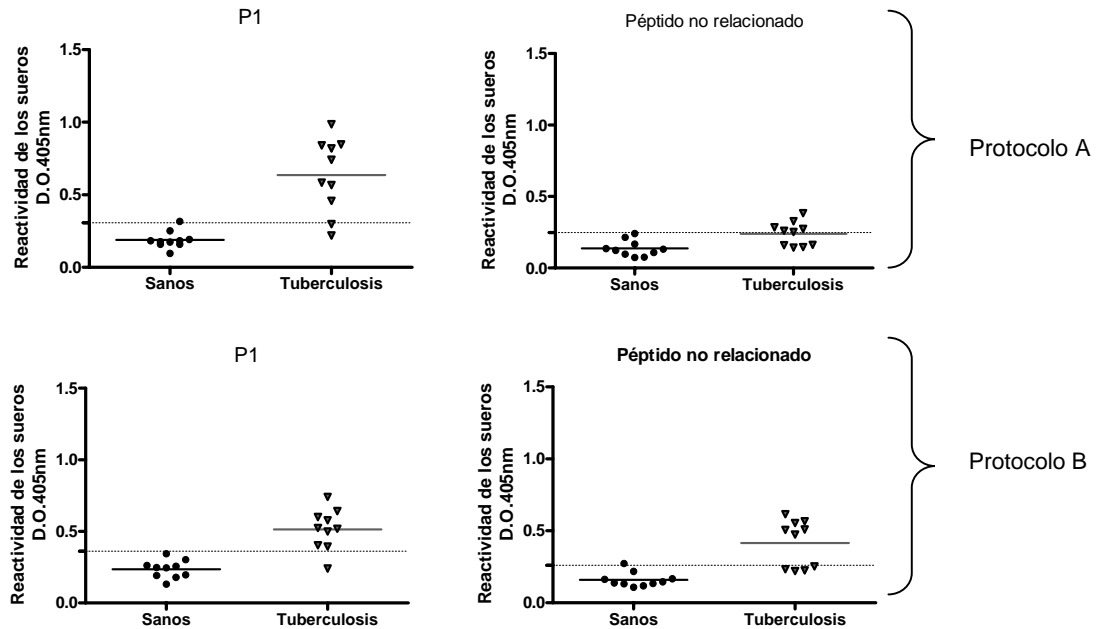 P1
Reactividad de los sueros
D.O.405nm
1.5
1.0
0.5
0.0
Sanos
Tuberculosis
Péptido no relacionado
Reactividad de los sueros
D.O.405nm
1.5
1.0
0.5
0.0
Sanos
Tuberculosis
Protocolo A
P1
Reactividad de los sueros
D.O.405nm
1.5
1.0
0.5
0.0
Sanos
Tuberculosis
Péptido no relacionado
Reactividad de los sueros
D.O.405nm
1.5
1.0
0.5
0.0
Sanos
Tuberculosis
Protocolo B